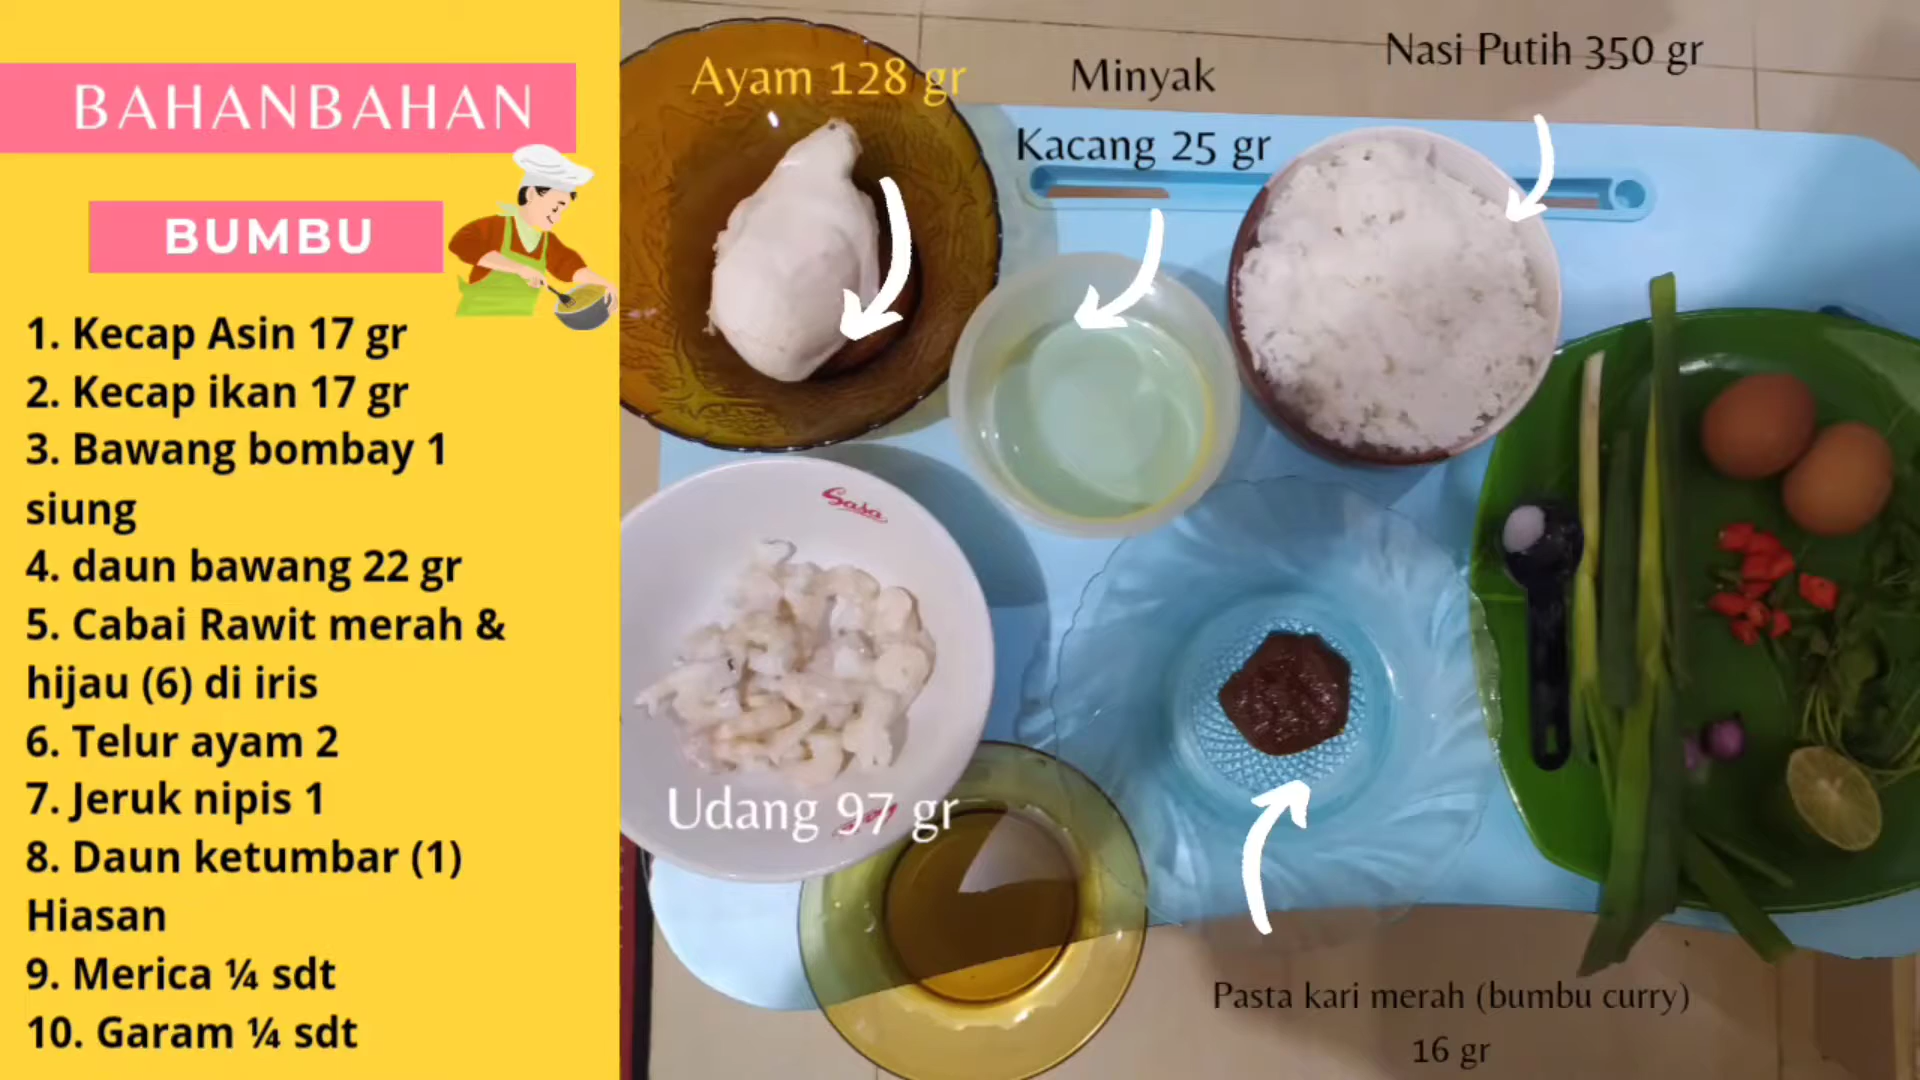 BAHANBAHAN
BUMBU
1. Kecap Asin 17 gr
2. Kecap ikan 17 gr
3. Bawang bombay 1
siung
4. daun bawang 22 gr
5. Cabai Rawit merah &
hijau (6) di iris
6. Telur ayam 2
7. Jeruk nipis 1
8. Daun ketumbar (1)
Hiasan
9. Merica ¼ sdt
10. Garam ¼ sdt
Ayam 128 gr
Minyak
Kacang 25 gr
Nasi Putih 350 gr
Sasa
Udang 97 gr
Pasta kari merah (bumbu curry)
16 gr